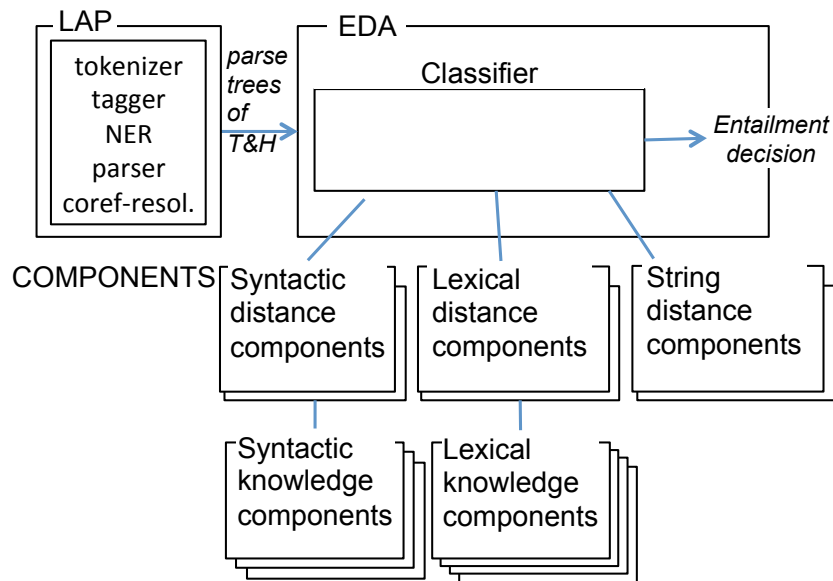 LAP
tokenizer
tagger
NER
parser
coref-resol.
parse
trees
of
T&H
EDA
Classifier
Entailment
decision
COMPONENTS
Syntactic
distance
components
Lexical
distance
components
String
distance
components
Syntactic
knowledge
components
Lexical
knowledge
components